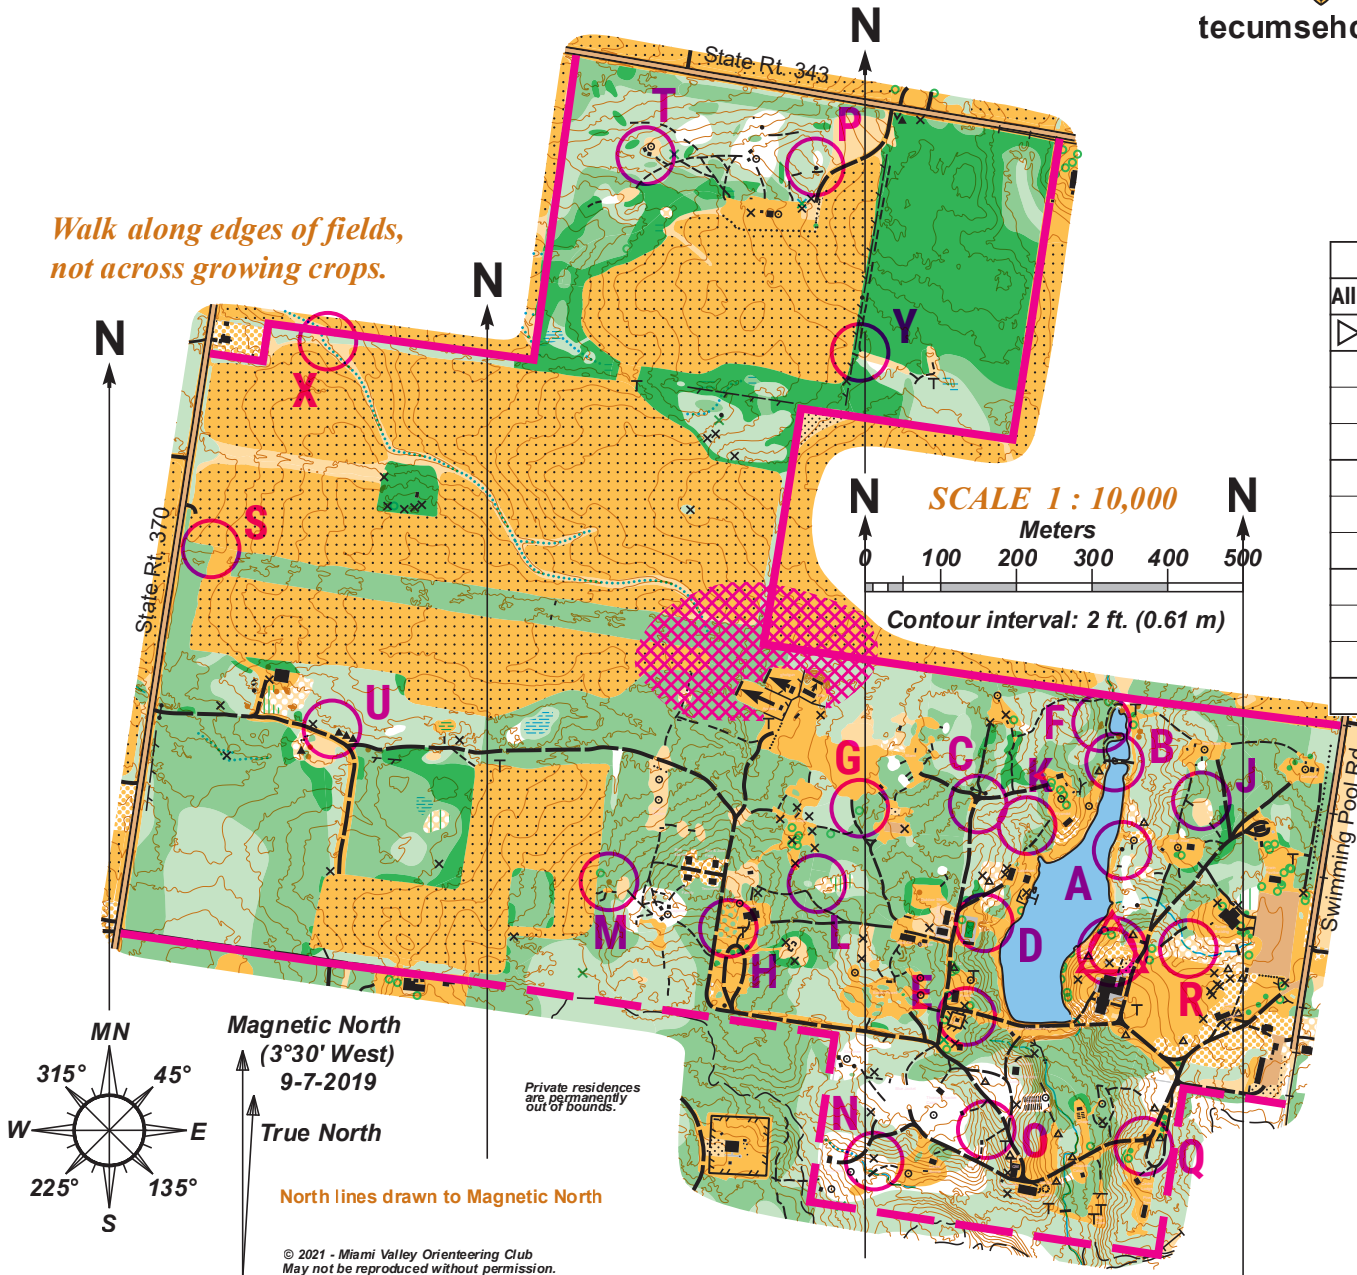 tecumseh
State Rt. 343
N
T
P
Walk along edges of fields,
not across growing crops.
N
All
N
Y
X
N
SCALE 1 : 10,000
N
Meters
0 100 200 300 400 500
S
State Rt. 370
Contour interval: 2 ft. (0.61 m)
U
F
B
G
C
K
J
Swimming Pool Rd
A
M
L
D
H
E
R
MN
315°
45°
W
E
225°
135°
S
Magnetic North
(3°30' West)
9-7-2019
True North
Private residences
are permanently
out of bounds.
N
O
Q
North lines drawn to Magnetic North
© 2021 - Miami Valley Orienteering Club
May not be reproduced without permission.